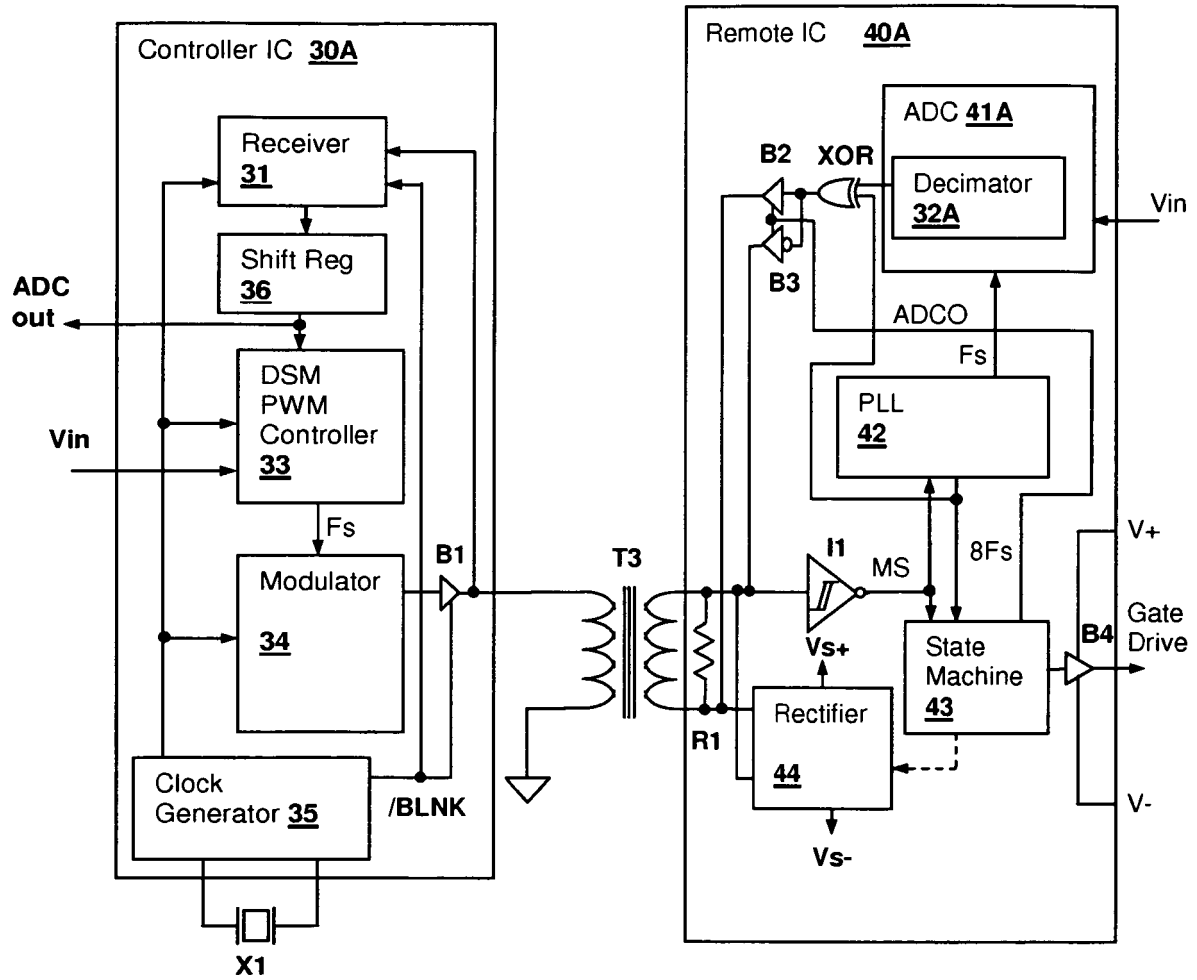 Controller IC 30A
Receiver
31
Shift Reg
36
ADC
out
DSM
PWM
Controller
33
Vin
Fs
Modulator
34
B1
Clock
Generator 35
/BLNK
X1
T3
Remote IC 40A
ADC 41A
Decimator
32A
Vin
B2
XOR
B3
ADCO
Fs
PLL
42
I1
MS
8Fs
V+
Gate
Drive
B4
V-
State
Machine
43
Vs+
Rectifier
44
R1
Vs-